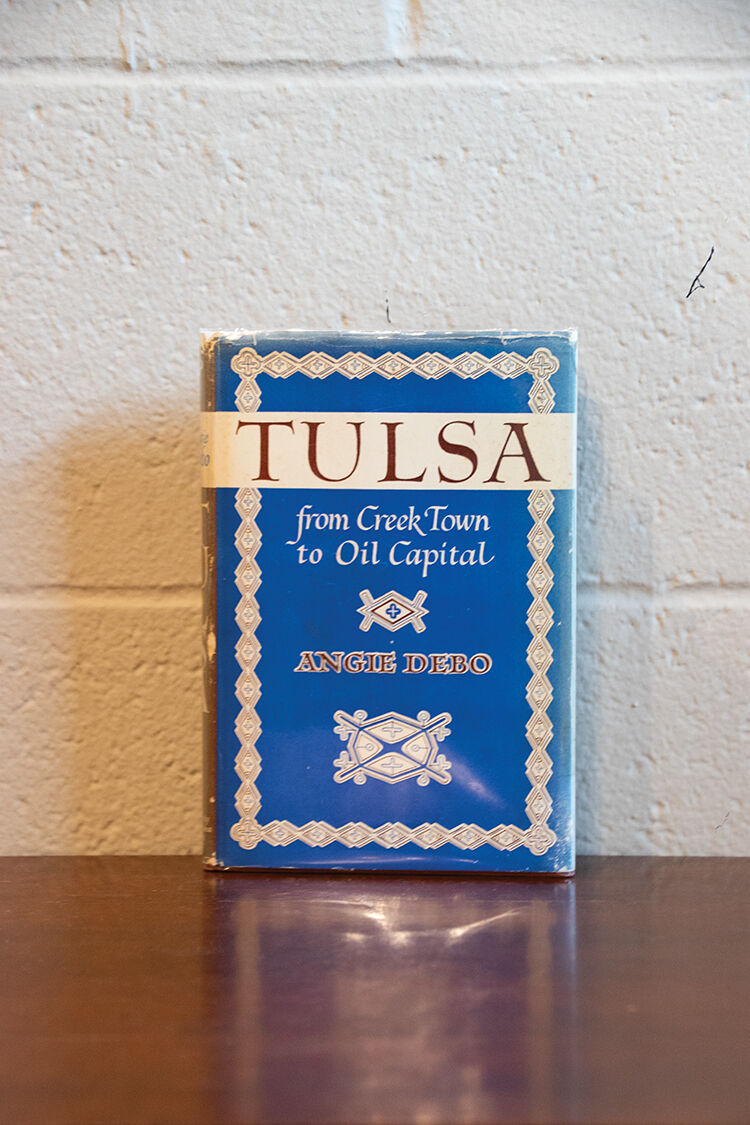 TULSA
from Creek Town
to Oil Capital
ANGIE DEBO